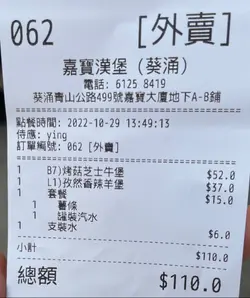 062 [外賣]
嘉寶漢堡（葵涌）
電話: 6125 8419
葵涌青山公路499號嘉寶大廈地下A-B舖
點餐時間: 2022-10-29 13:49:13
侍應: ying
訂單編號: 062 [外賣]
1 B7)烤菇芝士牛堡 $52.0
1 L1)孜然香辣羊堡 $37.0
1 套餐 $15.0
1 薯條
1 罐裝汽水
1 支裝水 $6.0
小計 $110.0
總額 $110.0